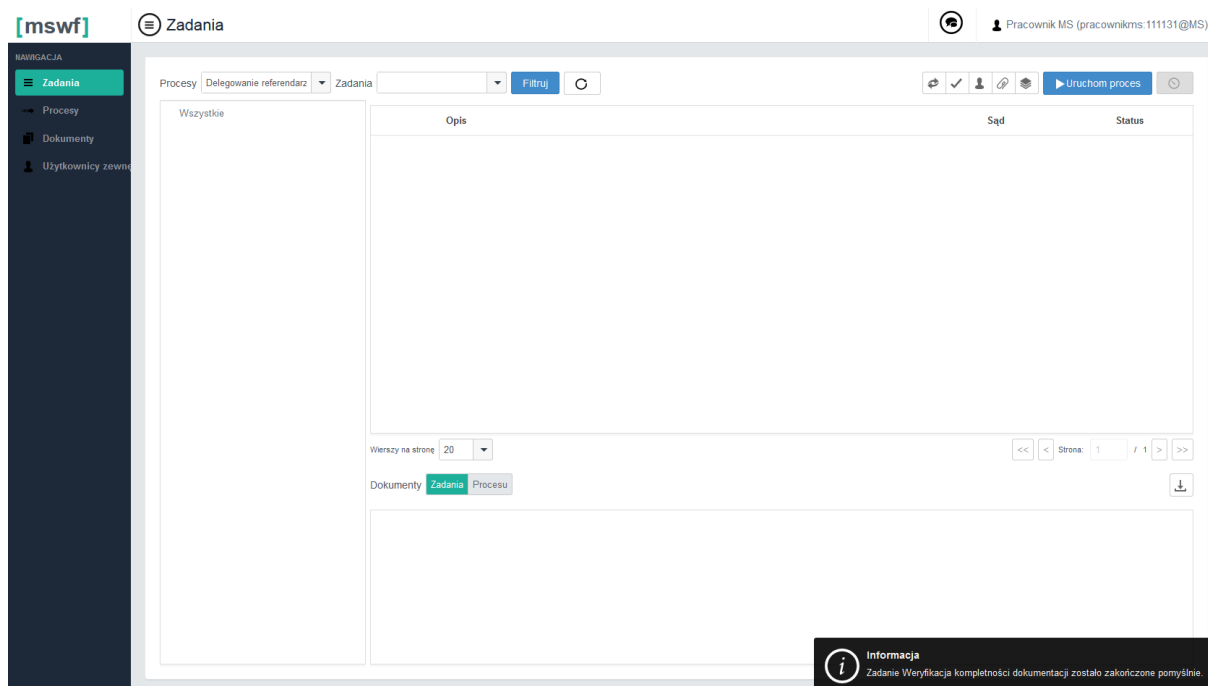 [mswf]
Zadania
Pracownik MS (pracownikms:111131@MS)
NAWIGACJA
Zadania
Procesy
Dokumenty
Użytkownicy zewnę
Procesy Delegowanie referendarz Zadania Filtruj Uruchom proces
Wszystkie
Opis Sąd Status
Wierszy na stronę 20 << < Strona: 1 / 1 > >>
Dokumenty Zadania Procesu
Informacja
Zadanie Weryfikacja kompletności dokumentacji zostało zakończone pomyślnie.